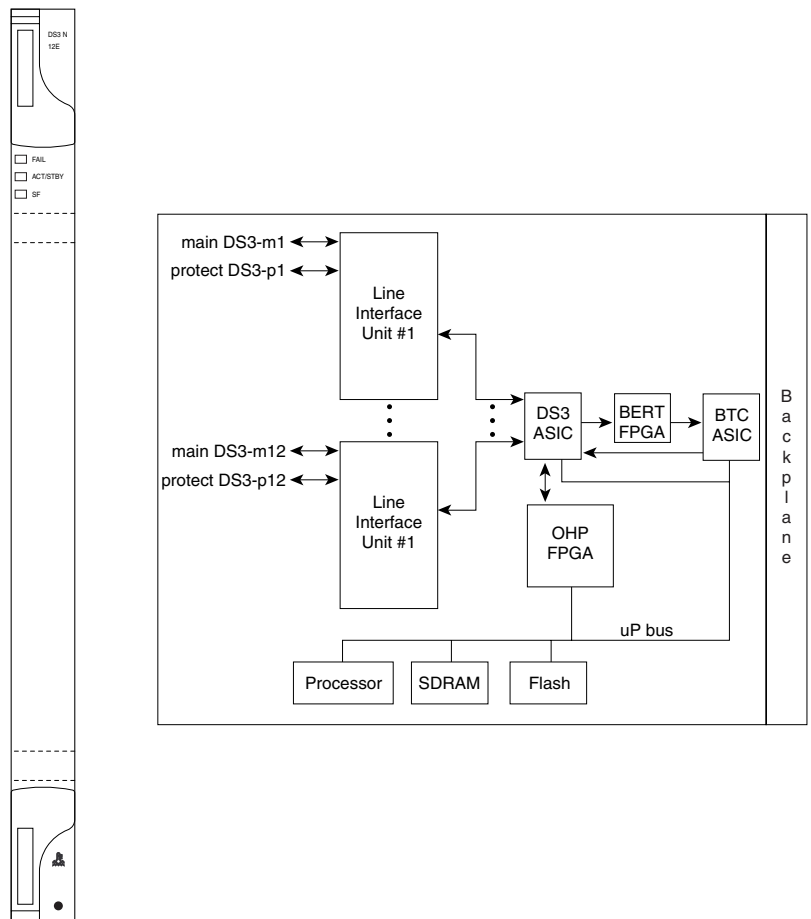 DS3 N
12E
FAIL
ACT/STBY
SF
main DS3-m1
protect DS3-p1
Line
Interface
Unit #1
main DS3-m12
protect DS3-p12
Line
Interface
Unit #1
DS3
ASIC
BERT
FPGA
BTC
ASIC
OHP
FPGA
uP bus
Processor
SDRAM
Flash
B
a
c
k
p
l
a
n
e